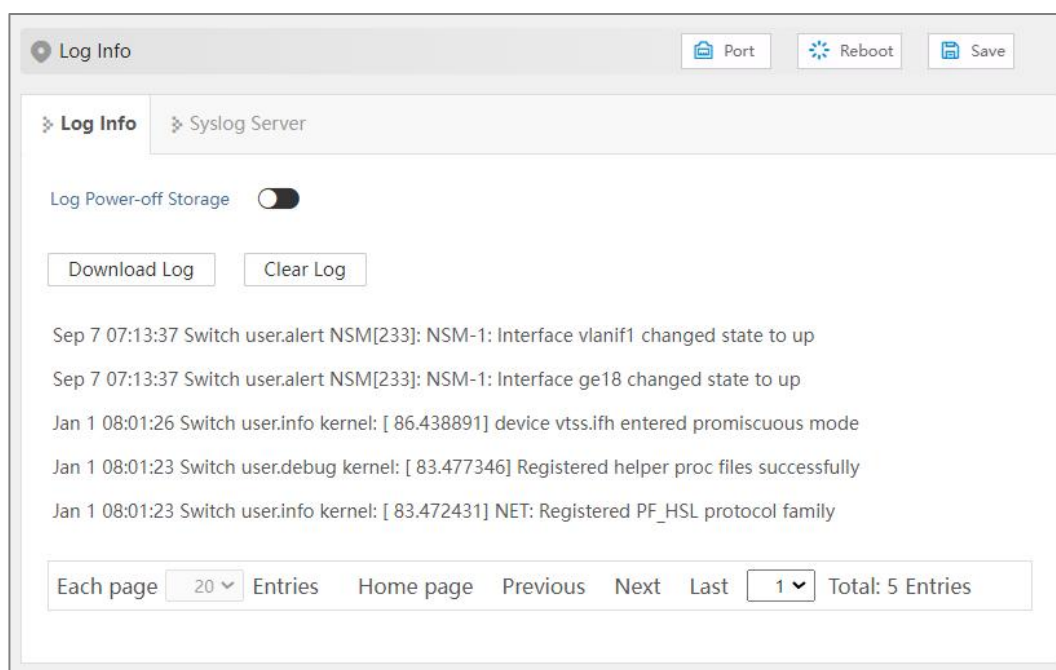 Log Info Port Reboot Save
Log Info Syslog Server
Log Power-off Storage
Download Log Clear Log
Sep 7 07:13:37 Switch user.alert NSM[233]: NSM-1: Interface vlanif1 changed state to up
Sep 7 07:13:37 Switch user.alert NSM[233]: NSM-1: Interface ge18 changed state to up
Jan 1 08:01:26 Switch user.info kernel: [ 86.438891] device vtss.ifh entered promiscuous mode
Jan 1 08:01:23 Switch user.debug kernel: [ 83.477346] Registered helper proc files successfully
Jan 1 08:01:23 Switch user.info kernel: [ 83.472431] NET: Registered PF_HSL protocol family
Each page 20 Entries Home page Previous Next Last 1 Total: 5 Entries